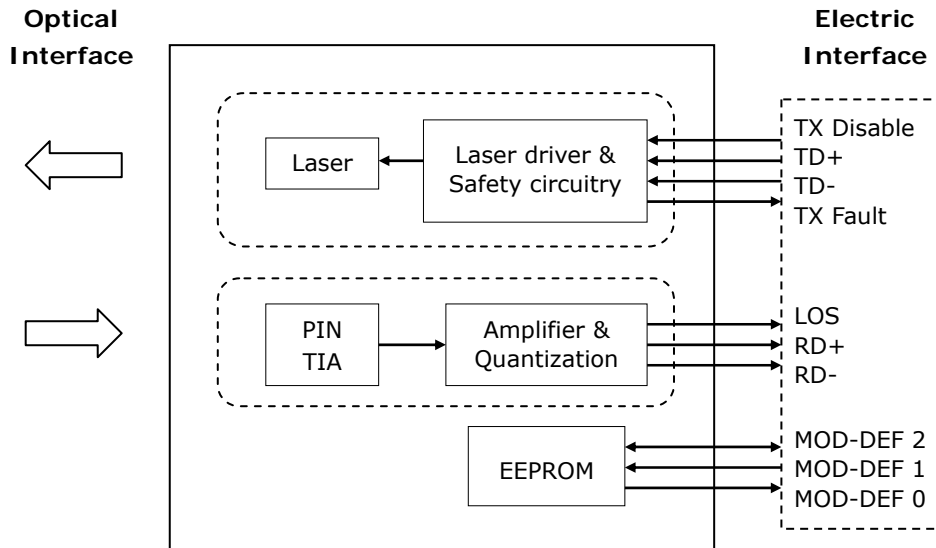 Optical
Interface
Electric
Interface
Laser
Laser driver &
Safety circuitry
TX Disable
TD+
TD-
TX Fault
PIN
TIA
Amplifier &
Quantization
LOS
RD+
RD-
EEPROM
MOD-DEF 2
MOD-DEF 1
MOD-DEF 0